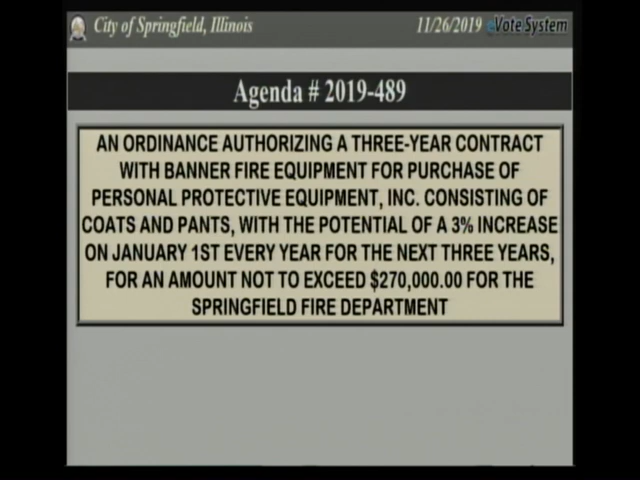 City of Springfield, Illinois 11/26/2019 eVote System
Agenda # 2019-489
AN ORDINANCE AUTHORIZING A THREE-YEAR CONTRACT
WITH BANNER FIRE EQUIPMENT FOR PURCHASE OF
PERSONAL PROTECTIVE EQUIPMENT, INC. CONSISTING OF
COATS AND PANTS, WITH THE POTENTIAL OF A 3% INCREASE
ON JANUARY 1ST EVERY YEAR FOR THE NEXT THREE YEARS,
FOR AN AMOUNT NOT TO EXCEED $270,000.00 FOR THE
SPRINGFIELD FIRE DEPARTMENT